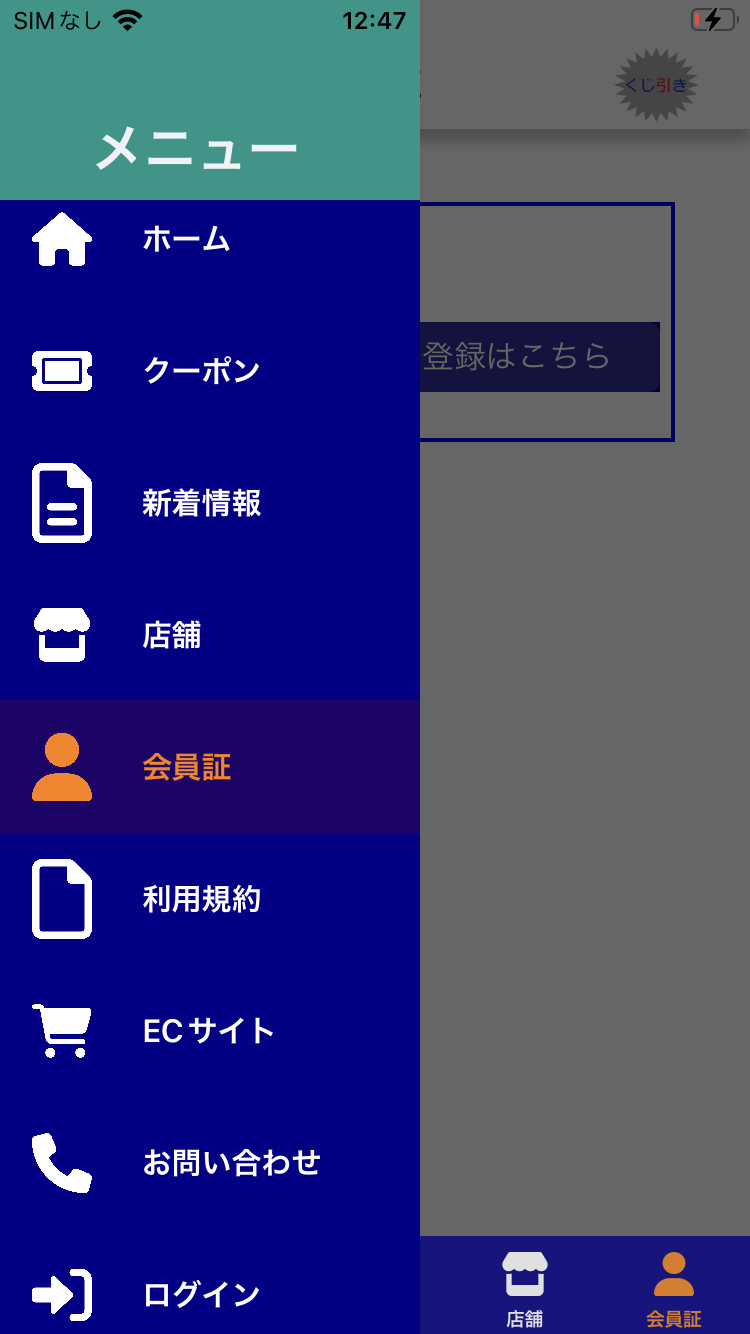 SIMなし 12:47
くじ引き
メニュー
ホーム
登録はこちら
クーポン
新着情報
店舗
会員証
利用規約
ECサイト
お問い合わせ
ログイン
店舗
会員証